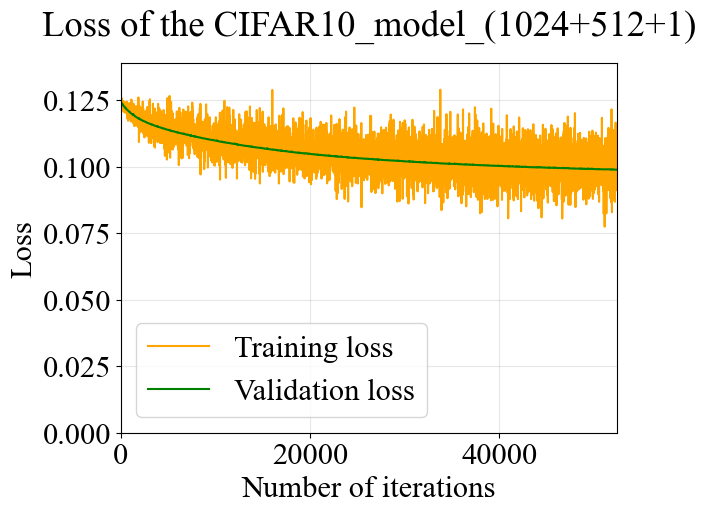 Loss of the CIFAR10_model_(1024+512+1)
0.125
0.100
0.075
0.050
0.025
0.000
Loss
Training loss
Validation loss
0 20000 40000
Number of iterations